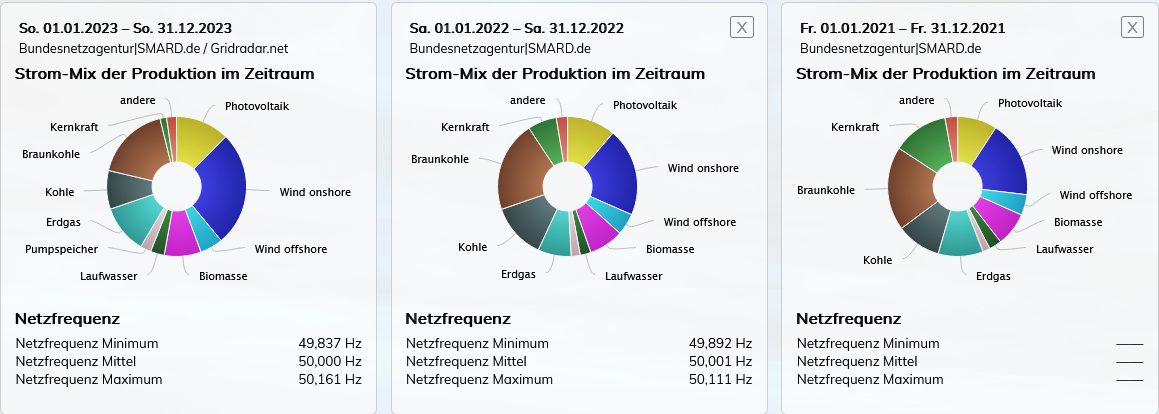 So. 01.01.2023 – So. 31.12.2023
Bundesnetzagentur|SMARD.de / Gridradar.net
Strom-Mix der Produktion im Zeitraum
andere
Photovoltaik
Kernkraft
Braunkohle
Kohle
Wind onshore
Erdgas
Pumpspeicher
Wind offshore
Laufwasser
Biomasse
Netzfrequenz
Netzfrequenz Minimum 49,837 Hz
Netzfrequenz Mittel 50,000 Hz
Netzfrequenz Maximum 50,161 Hz
Sa. 01.01.2022 – Sa. 31.12.2022
X
Bundesnetzagentur|SMARD.de
Strom-Mix der Produktion im Zeitraum
andere
Photovoltaik
Kernkraft
Braunkohle
Wind onshore
Wind offshore
Kohle
Biomasse
Erdgas
Laufwasser
Netzfrequenz
Netzfrequenz Minimum 49,892 Hz
Netzfrequenz Mittel 50,001 Hz
Netzfrequenz Maximum 50,111 Hz
Fr. 01.01.2021 – Fr. 31.12.2021
X
Bundesnetzagentur|SMARD.de
Strom-Mix der Produktion im Zeitraum
andere
Photovoltaik
Kernkraft
Wind onshore
Braunkohle
Wind offshore
Biomasse
Laufwasser
Kohle
Erdgas
Netzfrequenz
Netzfrequenz Minimum ——
Netzfrequenz Mittel ——
Netzfrequenz Maximum ——